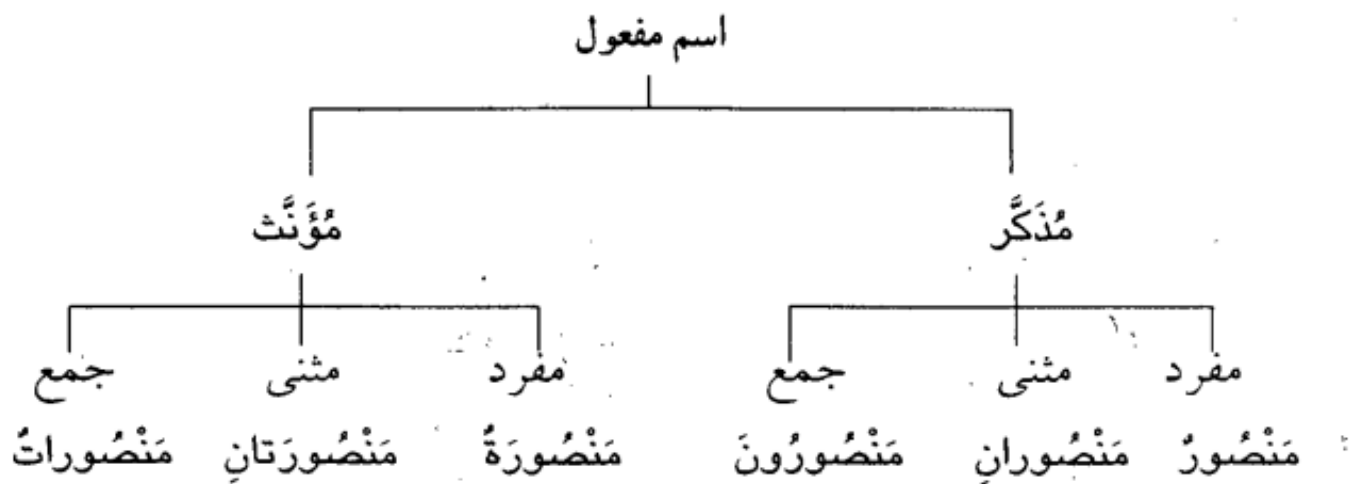 اسم مفعول
مُذَكَّر مُؤَنَّث
مفرد مثنى جمع مفرد مثنى جمع
مَنْصُورٌ مَنْصُورانِ مَنْصُورُونَ مَنْصُورَةٌ مَنْصُورَتانِ مَنْصُوراتٌ